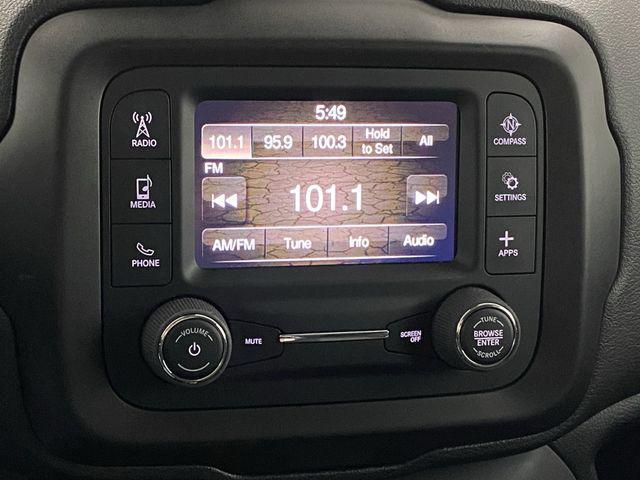 5:49
101.1 95.9 100.3 Hold to Set All
FM
101.1
AM/FM Tune Info Audio
RADIO
MEDIA
PHONE
N
COMPASS
SETTINGS
APPS
VOLUME
MUTE
SCREEN OFF
TUNE
BROWSE
ENTER
SCROLL